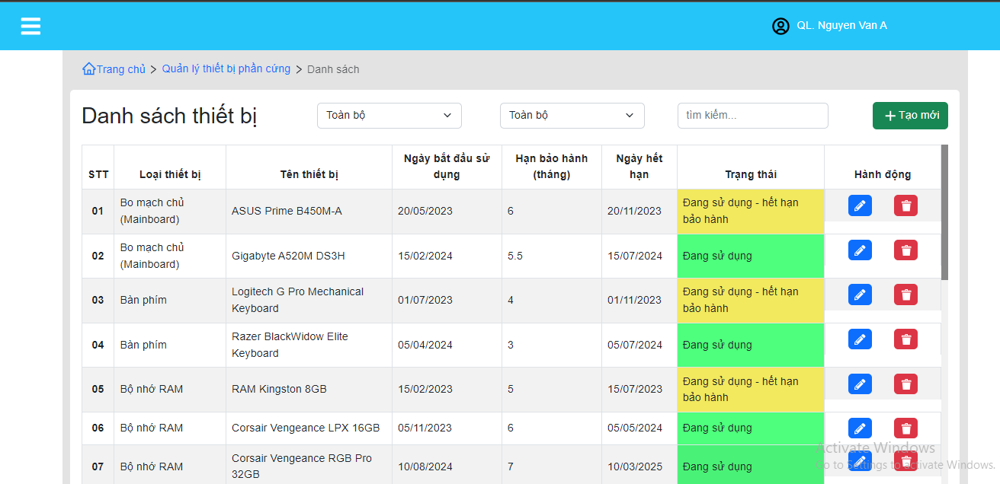 QL. Nguyen Van A
Trang chủ > Quản lý thiết bị phần cứng > Danh sách
Danh sách thiết bị
Toàn bộ
Toàn bộ
tìm kiếm...
+ Tạo mới
STT Loại thiết bị Tên thiết bị Ngày bắt đầu sử dụng Hạn bảo hành (tháng) Ngày hết hạn Trạng thái Hành động
01 Bo mạch chủ (Mainboard) ASUS Prime B450M-A 20/05/2023 6 20/11/2023 Đang sử dụng - hết hạn bảo hành
02 Bo mạch chủ (Mainboard) Gigabyte A520M DS3H 15/02/2024 5.5 15/07/2024 Đang sử dụng
03 Bàn phím Logitech G Pro Mechanical Keyboard 01/07/2023 4 01/11/2023 Đang sử dụng - hết hạn bảo hành
04 Bàn phím Razer BlackWidow Elite Keyboard 05/04/2024 3 05/07/2024 Đang sử dụng
05 Bộ nhớ RAM RAM Kingston 8GB 15/02/2023 5 15/07/2023 Đang sử dụng - hết hạn bảo hành
06 Bộ nhớ RAM Corsair Vengeance LPX 16GB 05/11/2023 6 05/05/2024 Đang sử dụng
07 Bộ nhớ RAM Corsair Vengeance RGB Pro 32GB 10/08/2024 7 10/03/2025 Đang sử dụng
Activate Windows
Go to Settings to activate Windows.